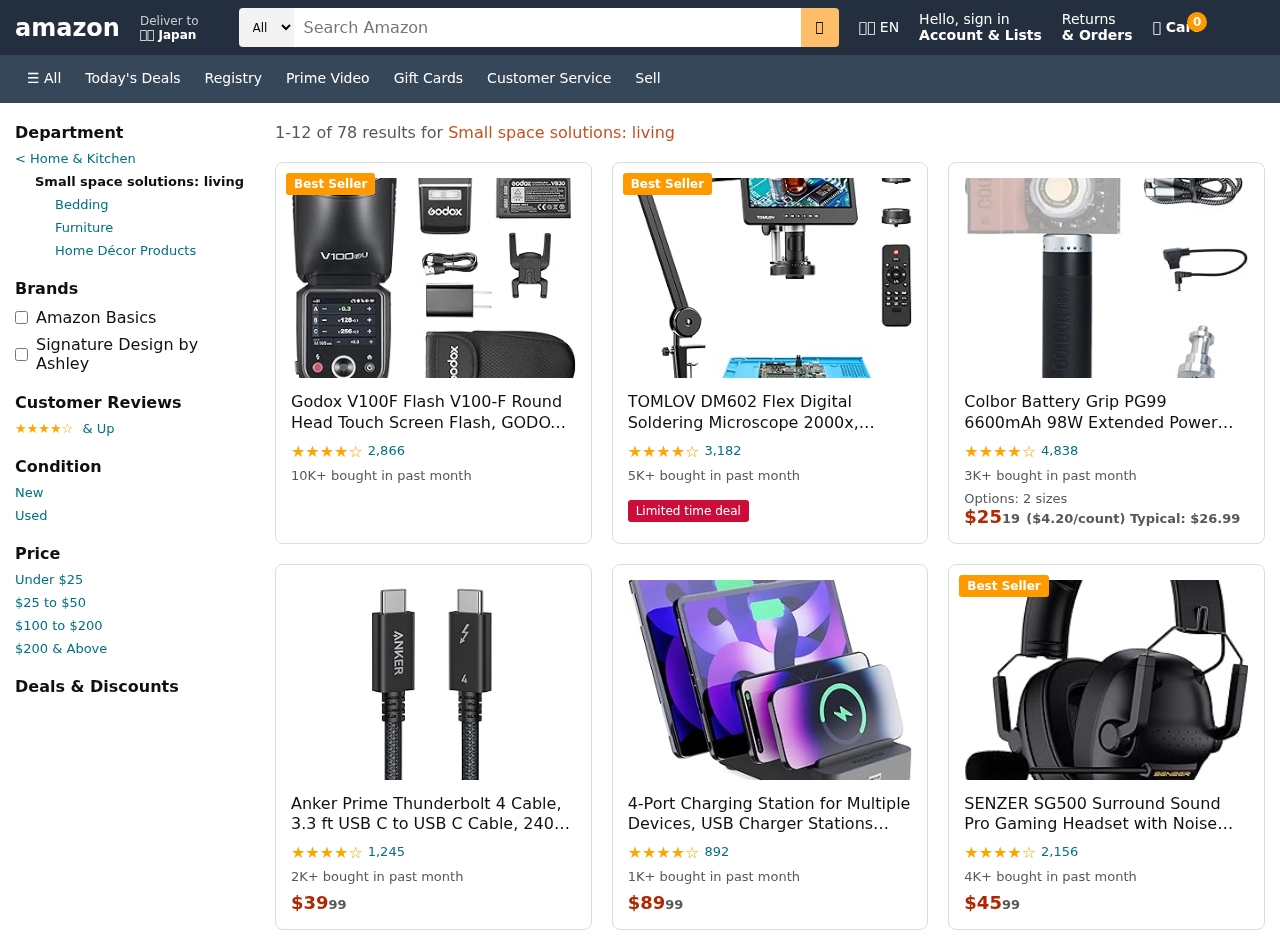 amazon
Deliver to
Japan
All
Search Amazon
EN
Hello, sign in
Account & Lists
Returns
& Orders
0
☰ All
Today's Deals
Registry
Prime Video
Gift Cards
Customer Service
Sell
Department
< Home & Kitchen
Small space solutions: living
Bedding
Furniture
Home Décor Products
Brands
Amazon Basics
Signature Design by
Ashley
Customer Reviews
★★★★☆ & Up
Condition
New
Used
Price
Under $25
$25 to $50
$100 to $200
$200 & Above
Deals & Discounts
1-12 of 78 results for Small space solutions: living
Best Seller
Godox
V100
Godox
Godox V100F Flash V100-F Round
Head Touch Screen Flash, GODO...
★★★★☆ 2,866
10K+ bought in past month
Best Seller
TOMLOV
TOMLOV DM602 Flex Digital
Soldering Microscope 2000x,...
★★★★☆ 3,182
5K+ bought in past month
Limited time deal
Colbor Battery Grip PG99
6600mAh 98W Extended Power...
★★★★☆ 4,838
3K+ bought in past month
Options: 2 sizes
$25 19 ($4.20/count) Typical: $26.99
ANKER
4
Anker Prime Thunderbolt 4 Cable,
3.3 ft USB C to USB C Cable, 240...
★★★★☆ 1,245
2K+ bought in past month
$39 99
4-Port Charging Station for Multiple
Devices, USB Charger Stations...
★★★★☆ 892
1K+ bought in past month
$89 99
Best Seller
SENZER
SENZER SG500 Surround Sound
Pro Gaming Headset with Noise...
★★★★☆ 2,156
4K+ bought in past month
$45 99